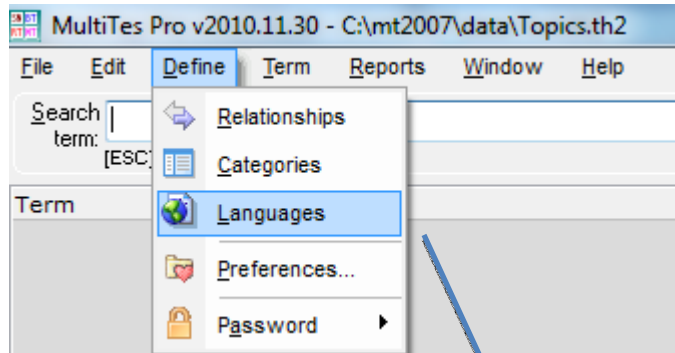 MultiTes Pro v2010.11.30 - C:\mt2007\data\Topics.th2
File Edit Define Term Reports Window Help
Search
term:
[ESC]
Relationships
Categories
Term
Languages
Preferences...
Password